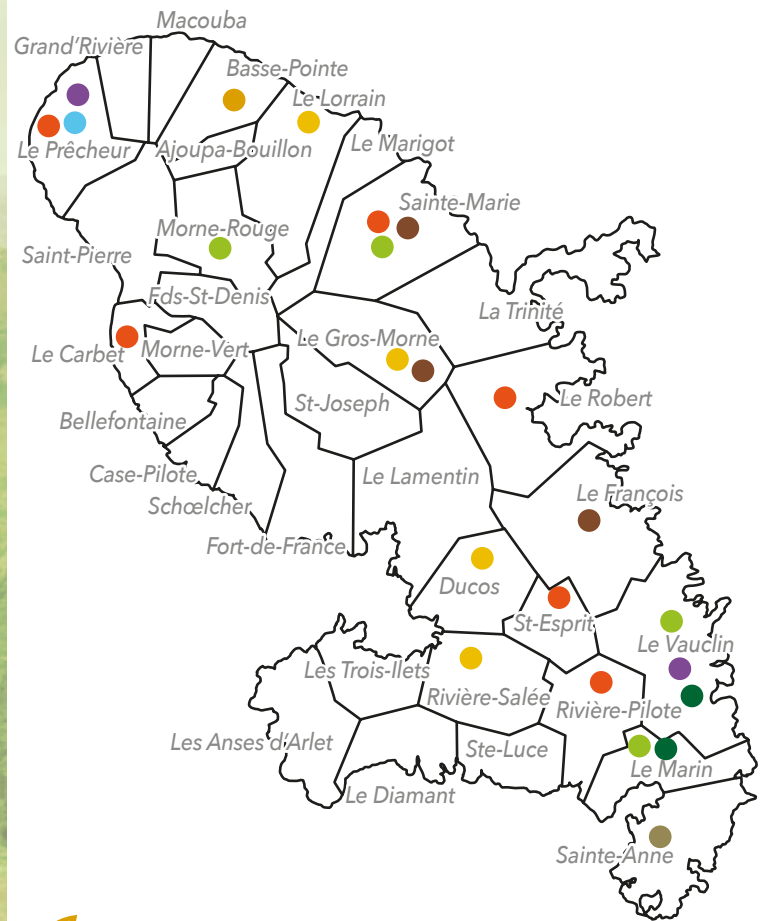 Macouba
Grand'Rivière
Basse-Pointe
Le Lorrain
Le Prêcheur
Ajoupa-Bouillon
Le Marigot
Sainte-Marie
Morne-Rouge
Saint-Pierre
Fds-St-Denis
La Trinité
Le Gros-Morne
Le Carbet
Morne-Vert
St-Joseph
Le Robert
Bellefontaine
Case-Pilote
Le Lamentin
Schœlcher
Le François
Fort-de-France
Ducos
St-Esprit
Le Vauclin
Les Trois-Ilets
Rivière-Salée
Rivière-Pilote
Les Anses d'Arlet
Ste-Luce
Le Marin
Le Diamant
Sainte-Anne